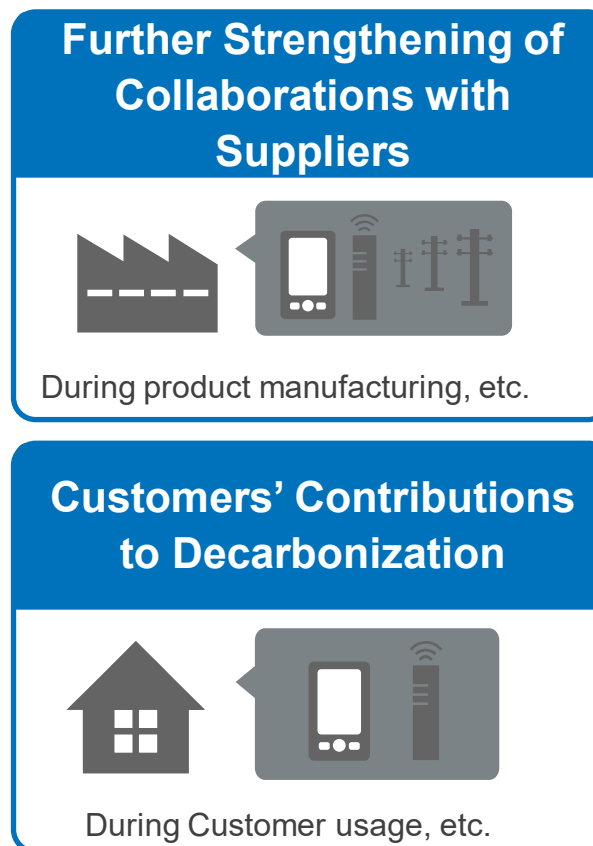 Further Strengthening of
Collaborations with
Suppliers
During product manufacturing, etc.
Customers’ Contributions
to Decarbonization
During Customer usage, etc.